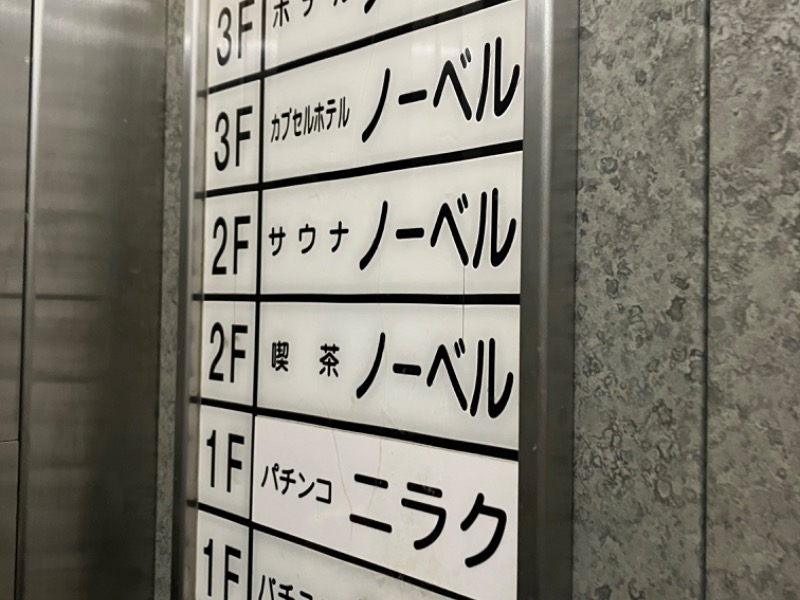 3F
3F カプセルホテル ノーベル
2F サウナ ノーベル
2F 喫茶 ノーベル
1F パチンコ ニラク
1F